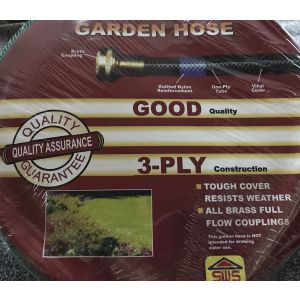 GARDEN HOSE
Brass
Coupling
Knitted Nylon
Reinforcement
One-Ply
Tube
Vinyl
Cover
GOOD Quality
QUALITY
QUALITY ASSURANCE
GUARANTEE
3-PLY Construction
• TOUGH COVER
RESISTS WEATHER
• ALL BRASS FULL
FLOW COUPLINGS
This garden hose is NOT
intended for drinking
water use.
SWS